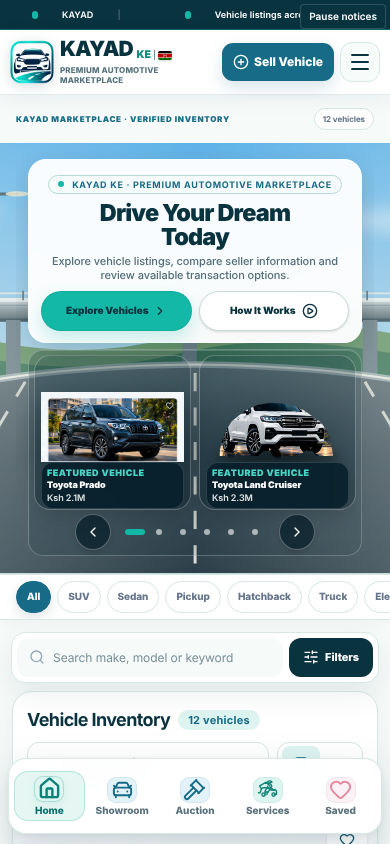 KAYAD
Vehicle listings acr
Pause notices
KAYAD KE
PREMIUM AUTOMOTIVE
MARKETPLACE
Sell Vehicle
KAYAD MARKETPLACE · VERIFIED INVENTORY
12 vehicles
KAYAD KE · PREMIUM AUTOMOTIVE MARKETPLACE
Drive Your Dream
Today
Explore vehicle listings, compare seller information and
review available transaction options.
Explore Vehicles
How It Works
FEATURED VEHICLE
Toyota Prado
Ksh 2.1M
FEATURED VEHICLE
Toyota Land Cruiser
Ksh 2.3M
All
SUV
Sedan
Pickup
Hatchback
Truck
Ele
Search make, model or keyword
Filters
Vehicle Inventory
12 vehicles
Home
Showroom
Auction
Services
Saved